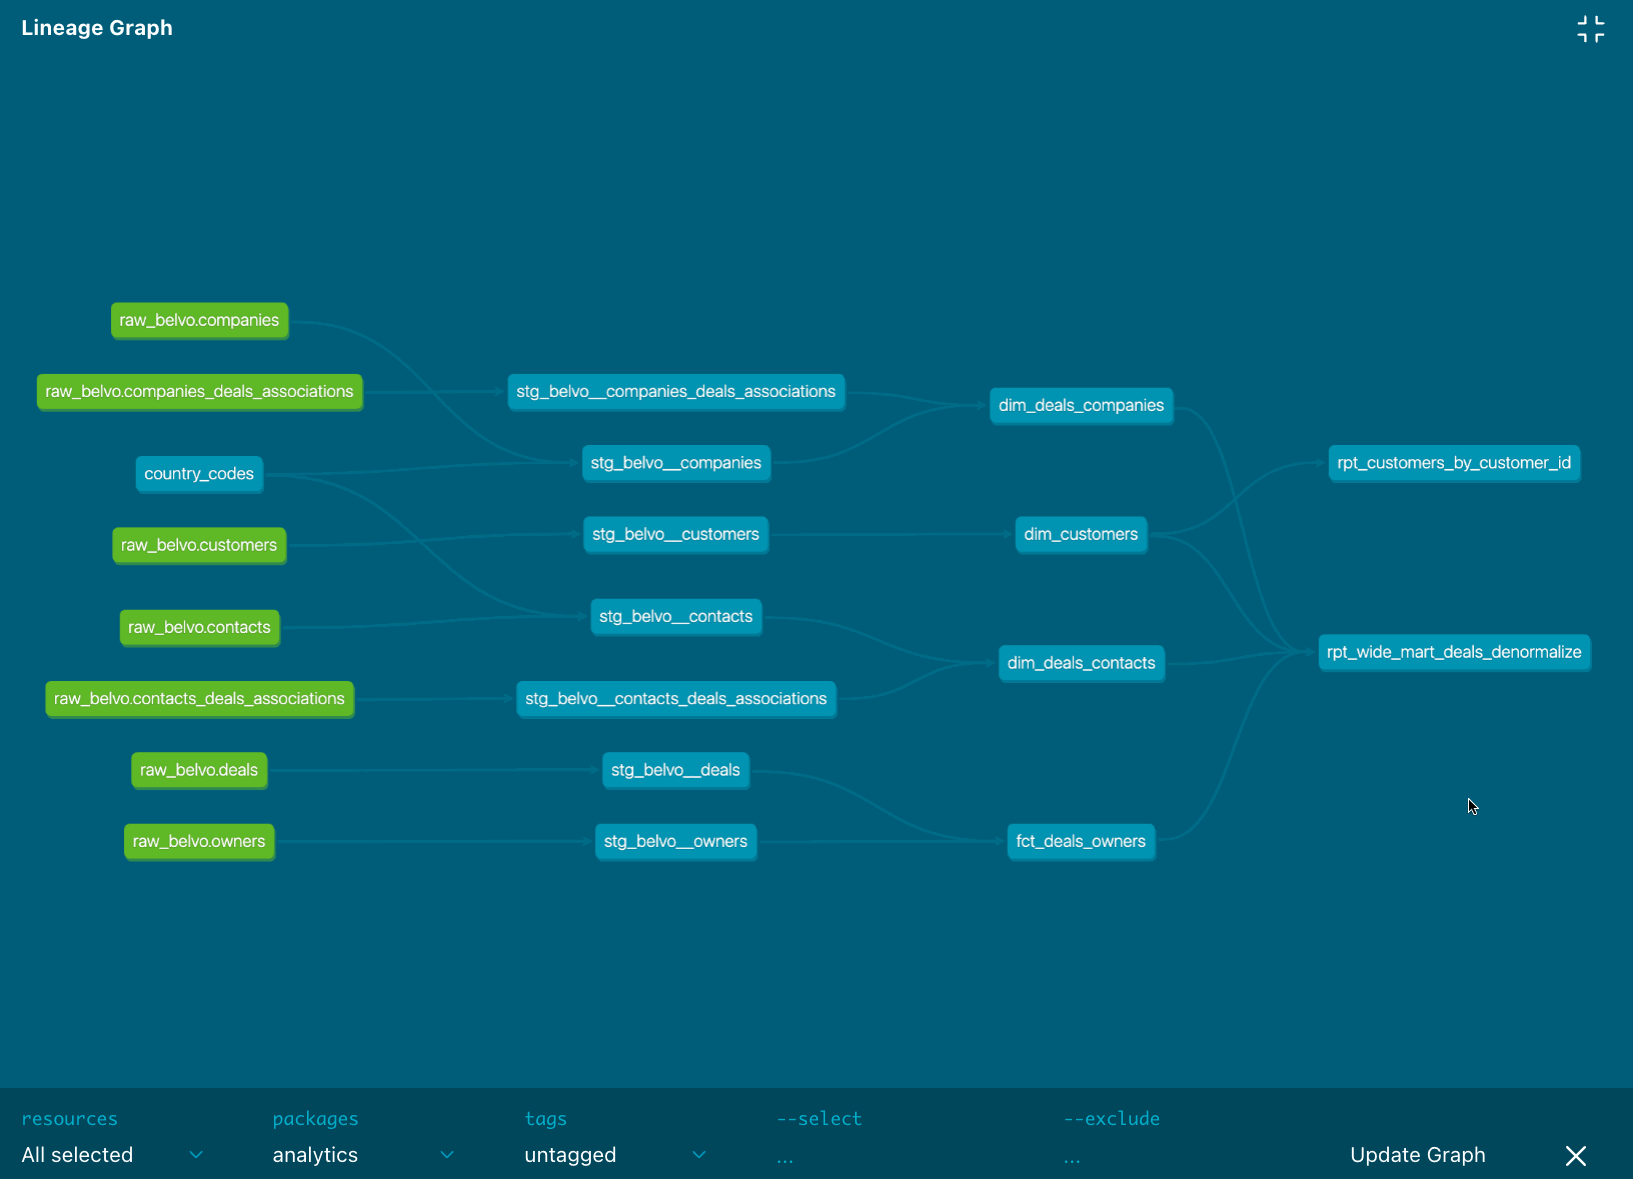 Lineage Graph
raw_belvo.companies
raw_belvo.companies_deals_associations
stg_belvo__companies_deals_associations
dim_deals_companies
country_codes
stg_belvo__companies
rpt_customers_by_customer_id
raw_belvo.customers
stg_belvo__customers
dim_customers
raw_belvo.contacts
stg_belvo__contacts
dim_deals_contacts
rpt_wide_mart_deals_denormalize
raw_belvo.contacts_deals_associations
stg_belvo__contacts_deals_associations
raw_belvo.deals
stg_belvo__deals
raw_belvo.owners
stg_belvo__owners
fct_deals_owners
resources packages tags --select --exclude
All selected analytics untagged ... ... Update Graph